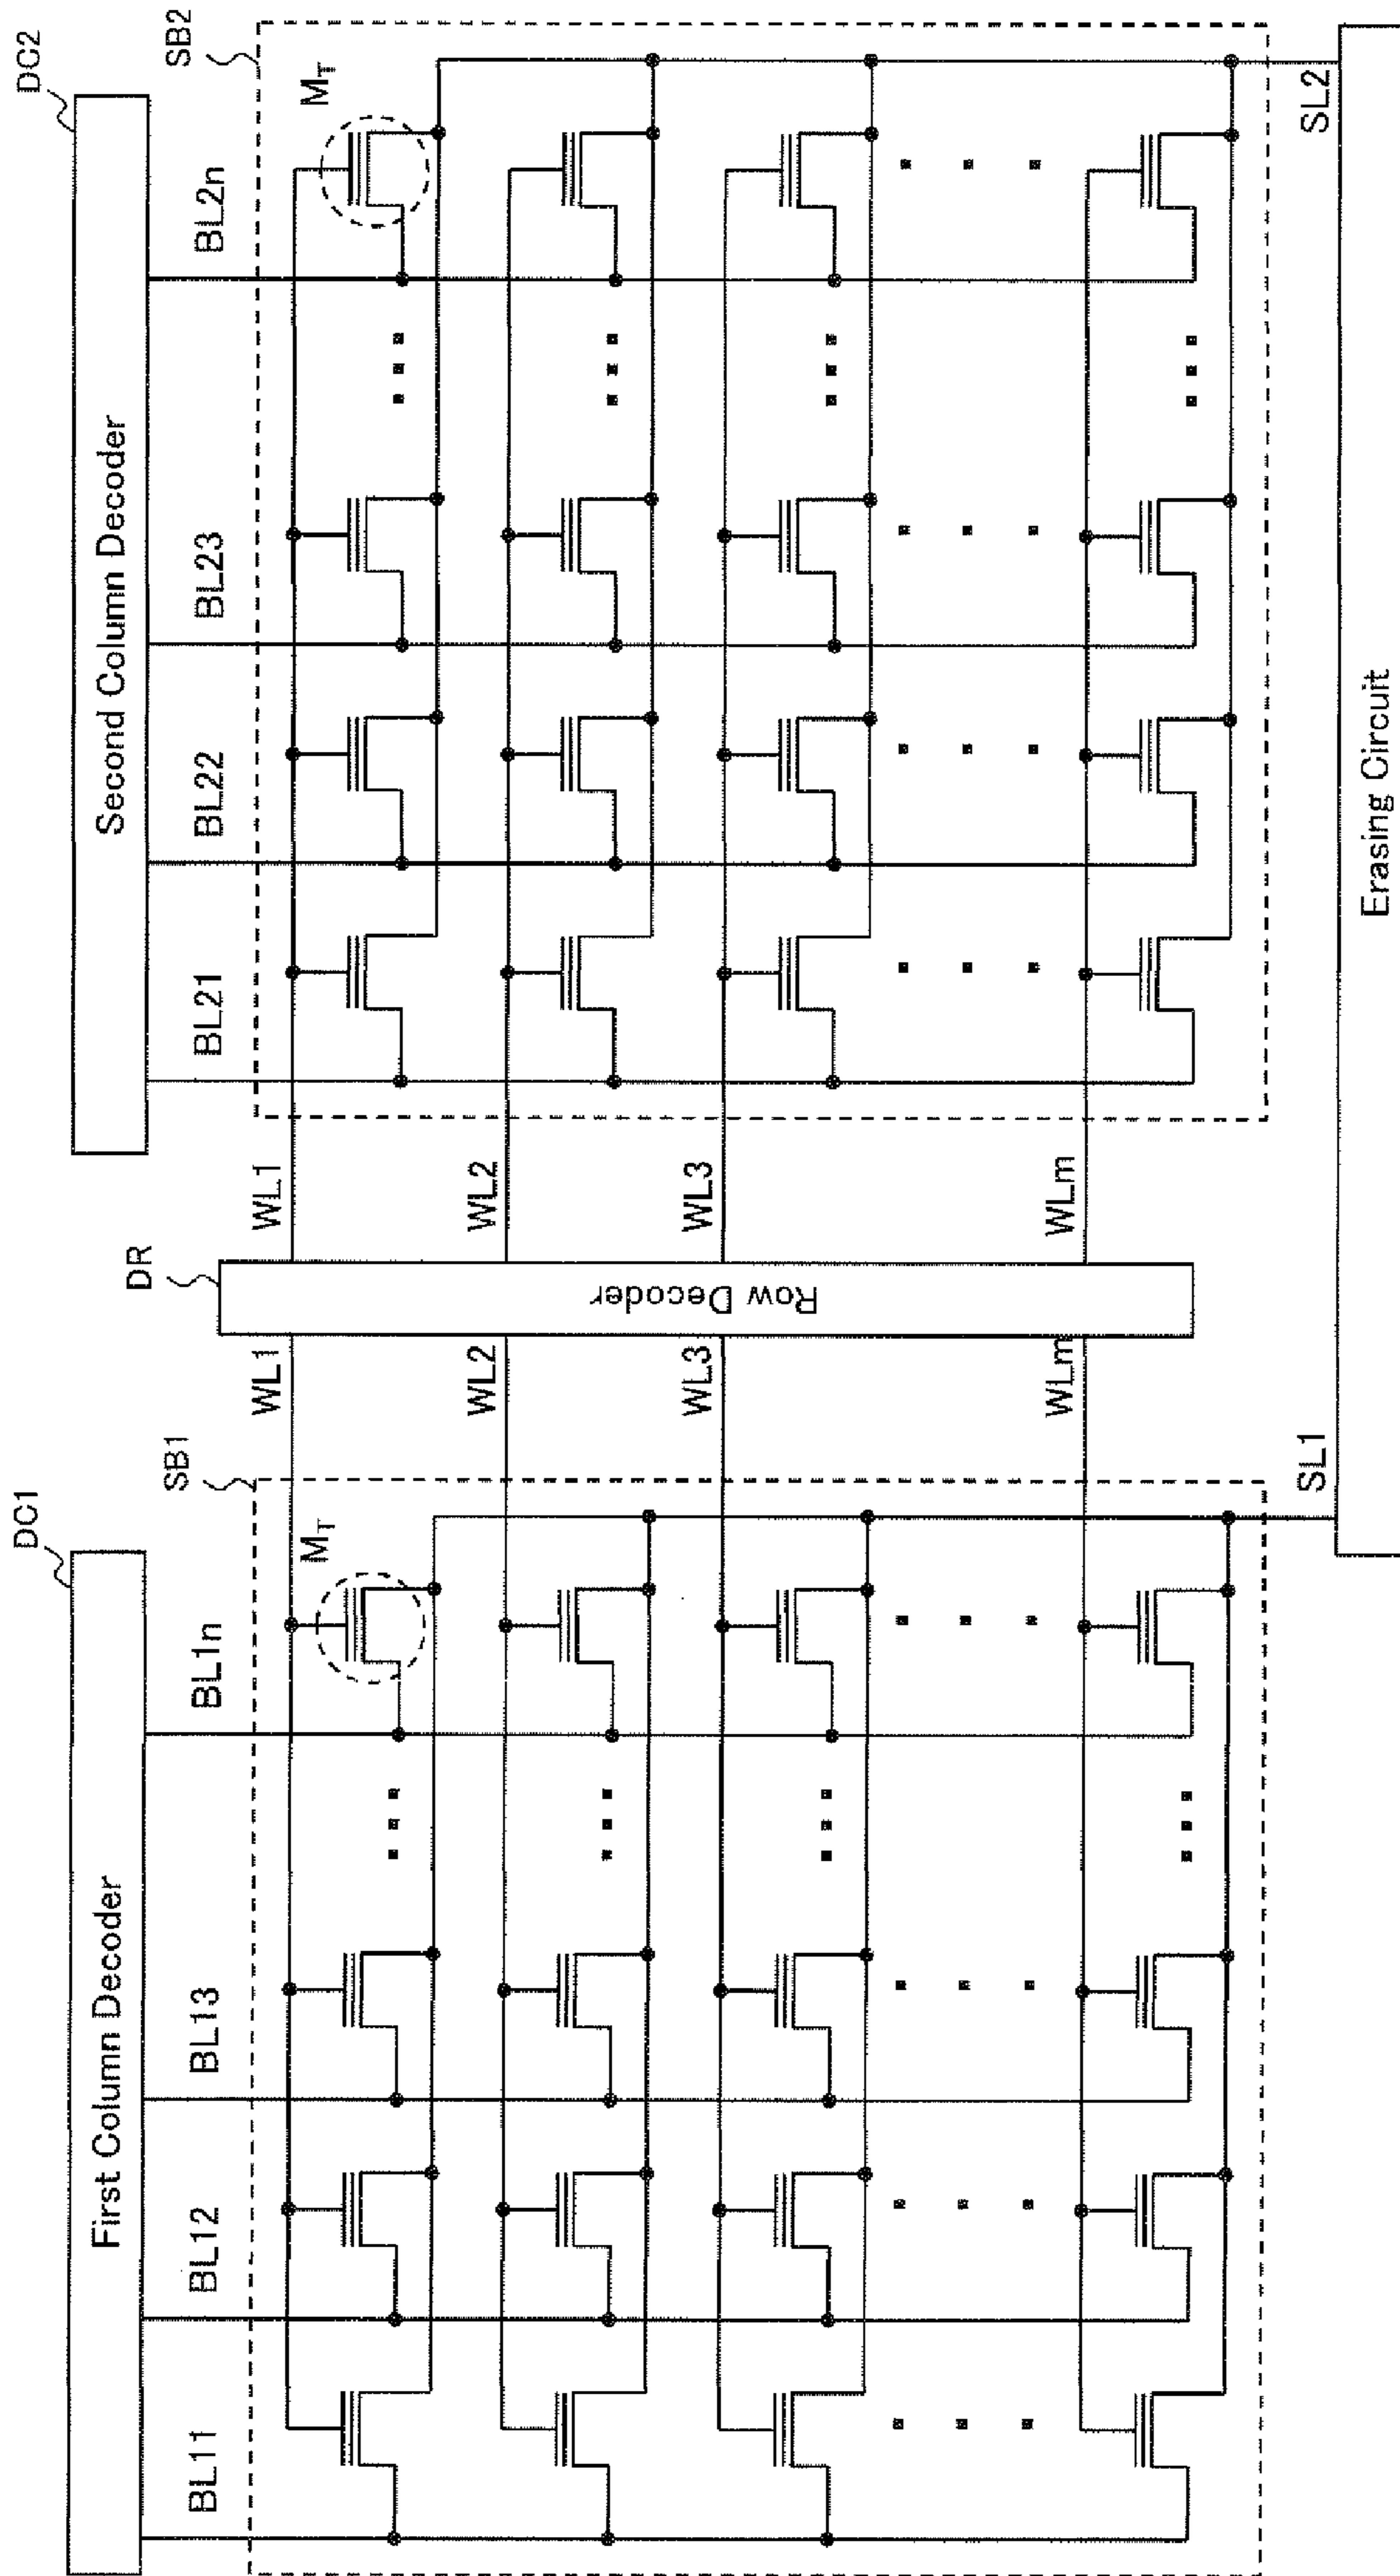 DC1
First Column Decoder
DC2
Second Column Decoder
BL11
BL12
BL13
BL1n
SB1
DR
BL21
BL22
BL23
BL2n
SB2
MT
MT
WL1
WL1
WL2
WL2
WL3
WL3
WLm
WLm
Row Decoder
SL1
SL2
Erasing Circuit